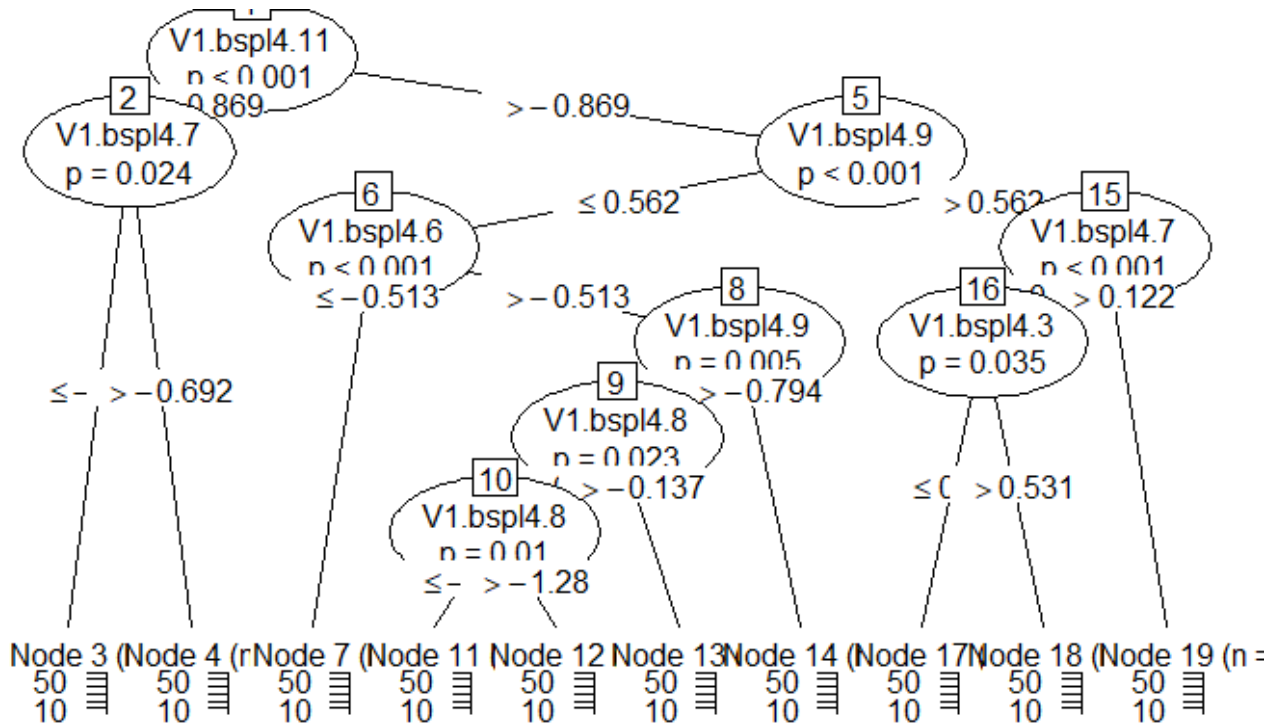 V1.bspl4.11
p < 0.001
2
0.869
> −0.869
5
V1.bspl4.7
p = 0.024
V1.bspl4.9
p < 0.001
6
≤ 0.562
> 0.562
15
V1.bspl4.6
p < 0.001
V1.bspl4.7
p < 0.001
≤ −0.513
> −0.513
8
16
> 0.122
V1.bspl4.9
p = 0.005
V1.bspl4.3
p = 0.035
≤ −
> −0.692
9
> −0.794
V1.bspl4.8
p = 0.023
10
> −0.137
≤
> 0.531
V1.bspl4.8
p = 0.01
≤ −
> −1.28
Node 3 (
Node 4 (
Node 7 (
Node 11
Node 12
Node 13
Node 14 (
Node 17
Node 18 (
Node 19 (n =
50 50 50 50 50 50 50 50 50 50
10 10 10 10 10 10 10 10 10 10